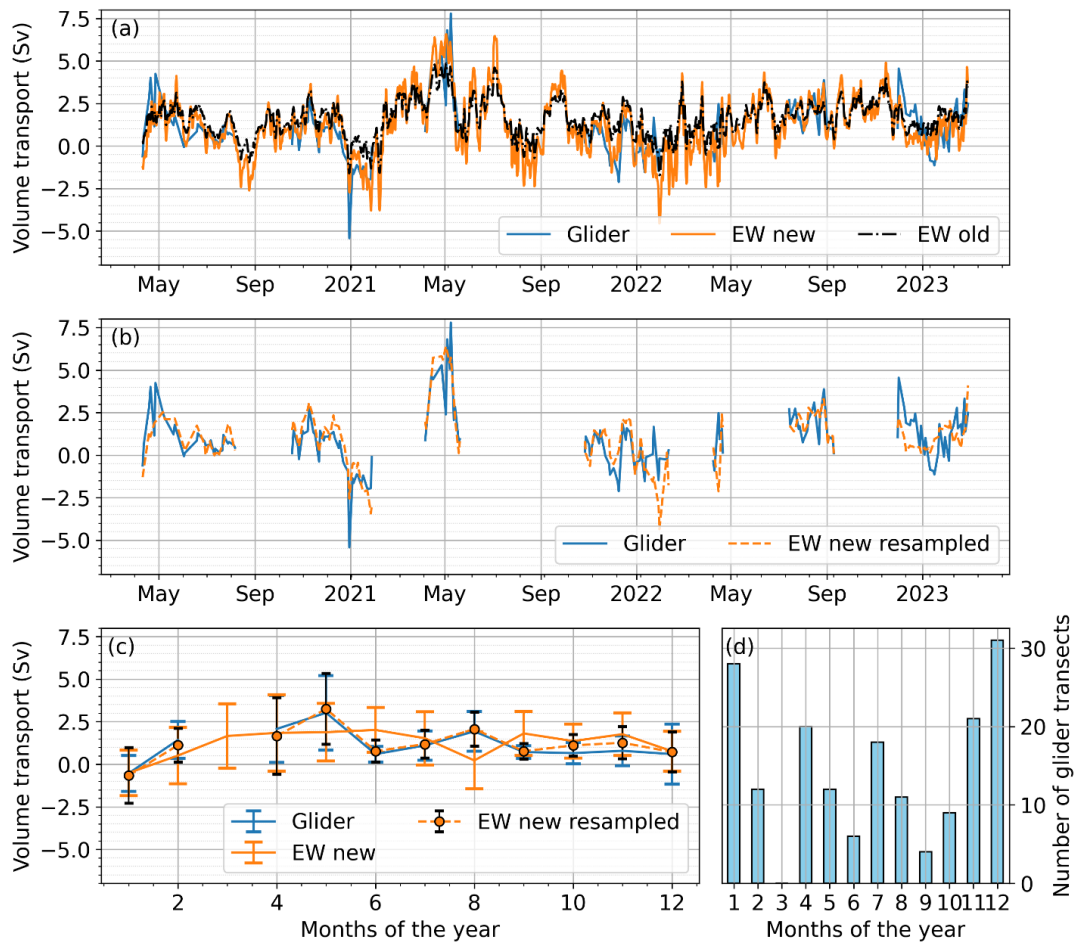 (a)
Volume transport (Sv)
7.5
5.0
2.5
0.0
−2.5
−5.0
Glider EW new EW old
May Sep 2021 May Sep 2022 May Sep 2023
(b)
Volume transport (Sv)
7.5
5.0
2.5
0.0
−2.5
−5.0
Glider EW new resampled
May Sep 2021 May Sep 2022 May Sep 2023
(c)
Volume transport (Sv)
7.5
5.0
2.5
0.0
−2.5
−5.0
Glider EW new resampled
EW new
2 4 6 8 10 12
Months of the year
(d)
Number of glider transects
30
20
10
0
1 2 3 4 5 6 7 8 9 10 11 12
Months of the year